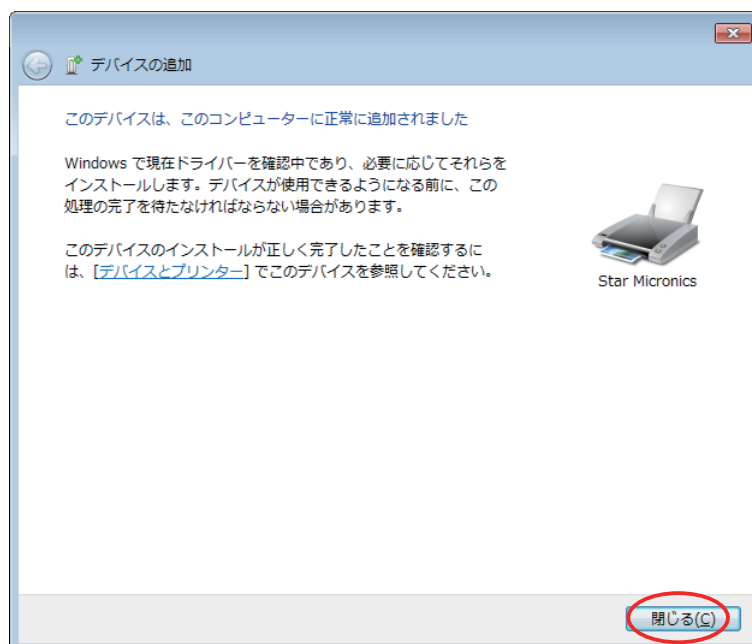 デバイスの追加
このデバイスは、このコンピューターに正常に追加されました
Windows で現在ドライバーを確認中であり、必要に応じてそれらを
インストールします。デバイスが使用できるようになる前に、この
処理の完了を待たなければならない場合があります。
このデバイスのインストールが正しく完了したことを確認するに
は、[デバイスとプリンター] でこのデバイスを参照してください。
Star Micronics
閉じる(C)